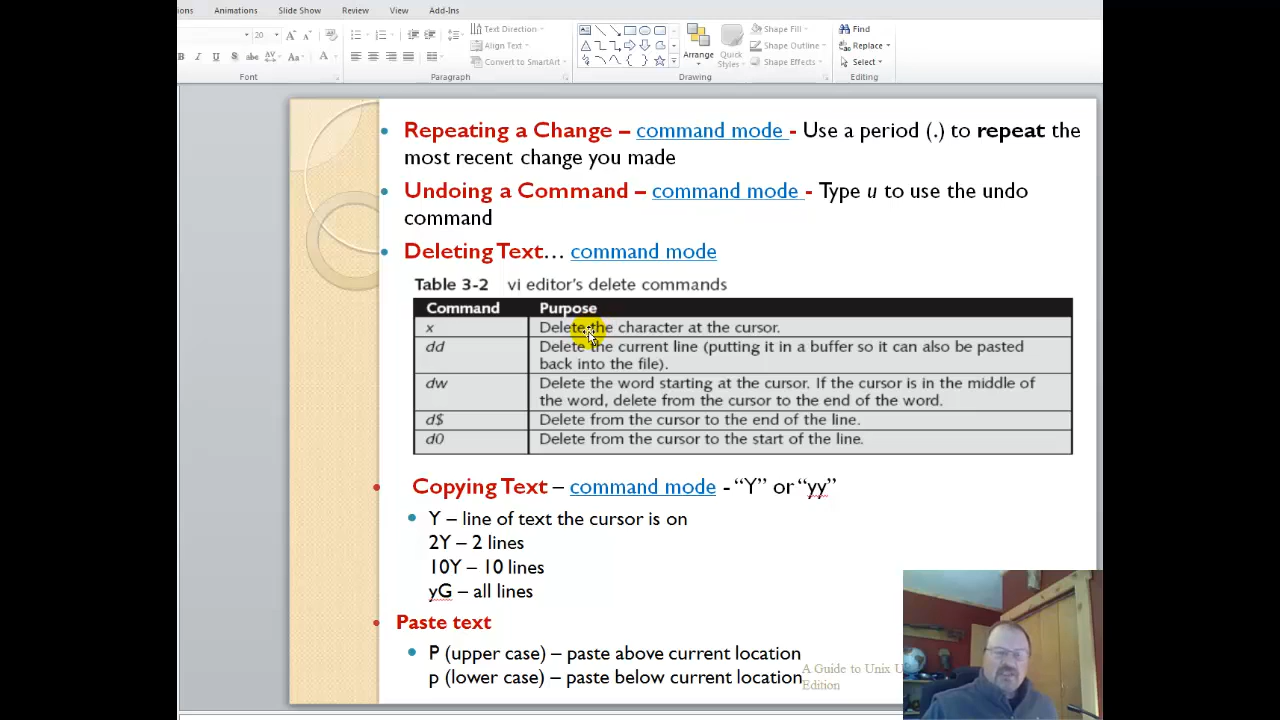 ons Animations Slide Show Review View Add-Ins
20 A A Text Direction Shape Fill Find
Align Text Arrange Quick Styles Shape Outline Replace
B I U S abc AV Aa A Convert to SmartArt Shape Effects Select
Font Paragraph Drawing Editing
• Repeating a Change – command mode - Use a period (.) to repeat the
most recent change you made
• Undoing a Command – command mode - Type u to use the undo
command
• Deleting Text… command mode
Table 3-2 vi editor's delete commands
Command Purpose
x Delete the character at the cursor.
dd Delete the current line (putting it in a buffer so it can also be pasted
back into the file).
dw Delete the word starting at the cursor. If the cursor is in the middle of
the word, delete from the cursor to the end of the word.
d$ Delete from the cursor to the end of the line.
d0 Delete from the cursor to the start of the line.
• Copying Text – command mode - “Y” or “yy”
• Y – line of text the cursor is on
2Y – 2 lines
10Y – 10 lines
yG – all lines
• Paste text
• P (upper case) – paste above current location
p (lower case) – paste below current location
A Guide to Unix U
Edition